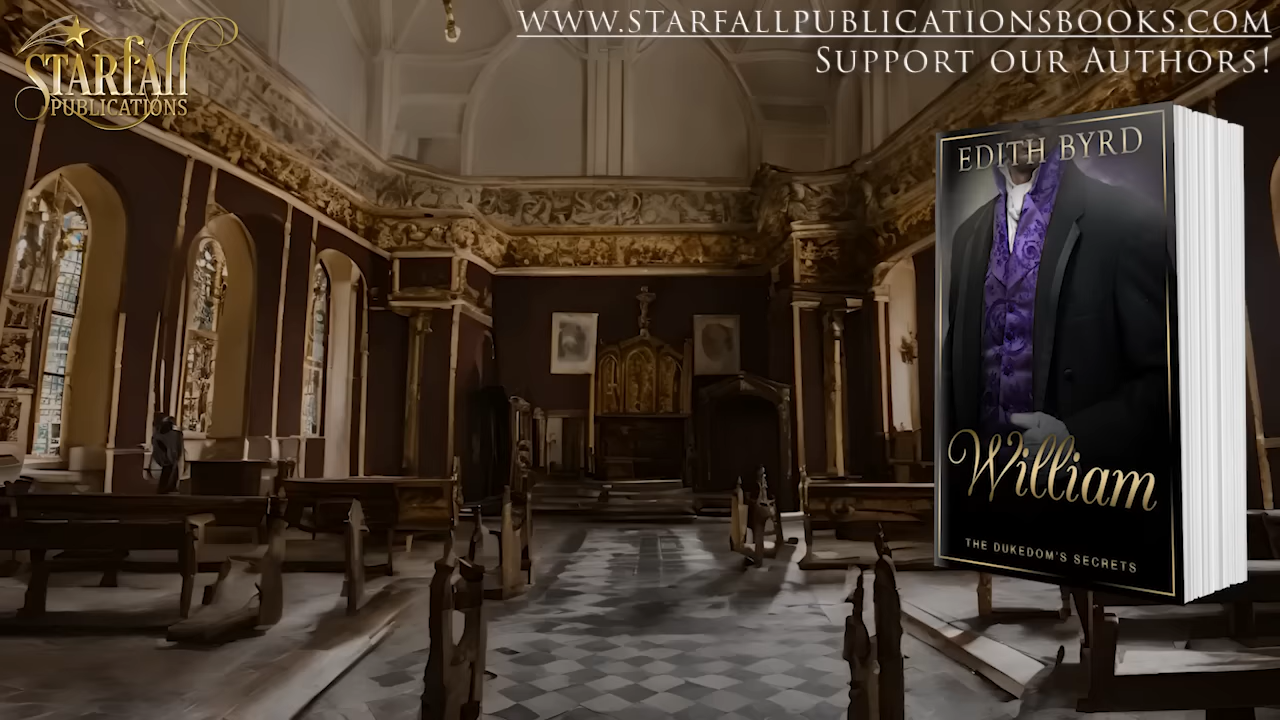 WWW.STARFALLPUBLICATIONSBOOKS.COM
SUPPORT OUR AUTHORS!
STARfall
PUBLICATIONS
EDITH BYRD
William
THE DUKEDOM'S SECRETS